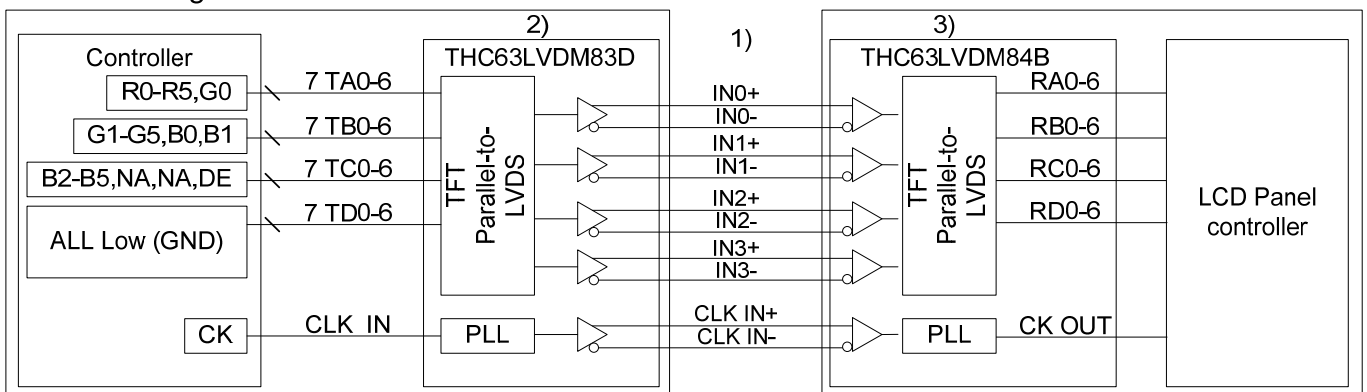 2)
1)
3)
Controller
THC63LVDM83D
THC63LVDM84B
R0-R5,G0
7 TA0-6
G1-G5,B0,B1
7 TB0-6
B2-B5,NA,NA,DE
7 TC0-6
ALL Low (GND)
7 TD0-6
CK
CLK IN
TFT
Parallel-to-
LVDS
PLL
IN0+
IN0-
IN1+
IN1-
IN2+
IN2-
IN3+
IN3-
CLK IN+
CLK IN-
TFT
Parallel-to-
LVDS
PLL
RA0-6
RB0-6
RC0-6
RD0-6
CK OUT
LCD Panel
controller